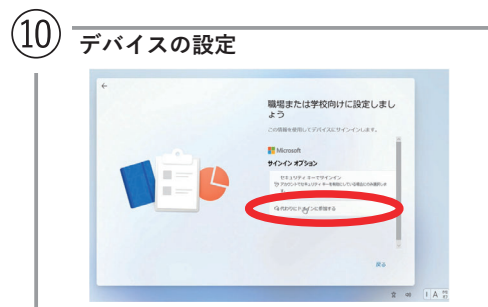 ⑩
デバイスの設定
←
職場または学校向けに設定しまし
ょう
この情報を使用してデバイスにサインインします。
Microsoft
サインイン オプション
セキュリティ キーでサインイン
代わりにドメインに参加する
戻る
A